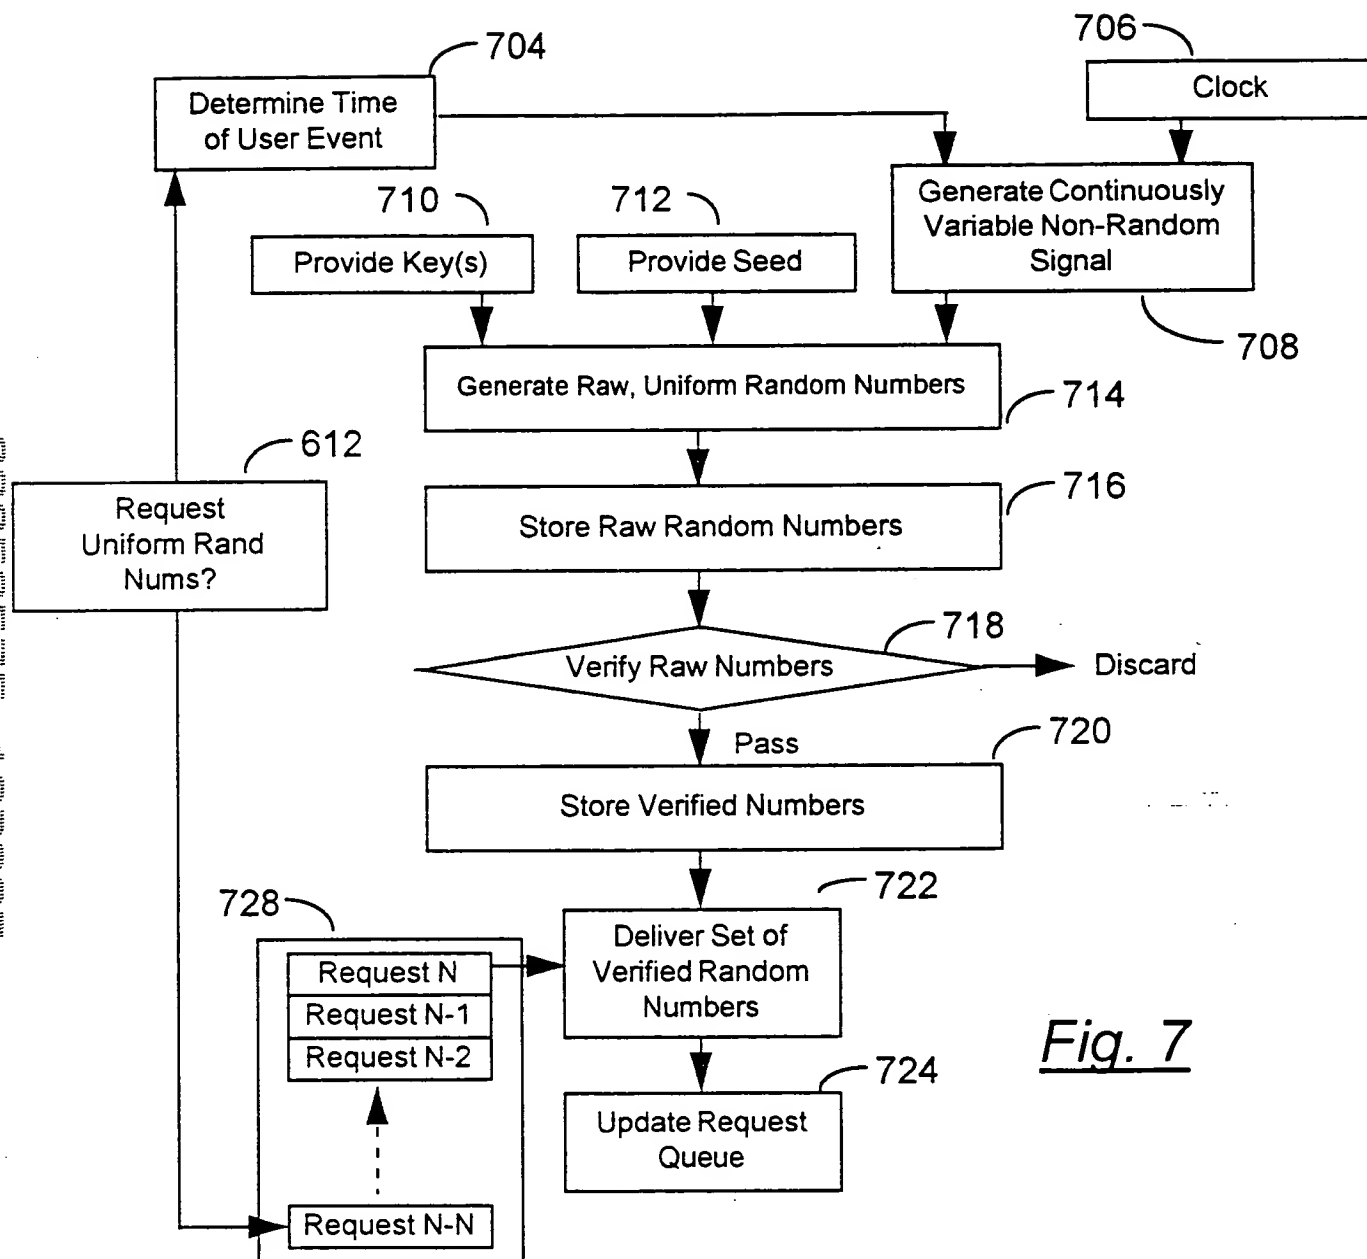 704
706
Determine Time
of User Event
Clock
710
712
Generate Continuously
Variable Non-Random
Signal
Provide Key(s)
Provide Seed
708
Generate Raw, Uniform Random Numbers
714
612
Request
Uniform Rand
Nums?
716
Store Raw Random Numbers
718
Verify Raw Numbers
Discard
Pass
720
Store Verified Numbers
722
728
Deliver Set of
Verified Random
Numbers
Request N
Request N-1
Request N-2
Fig. 7
724
Update Request
Queue
Request N-N